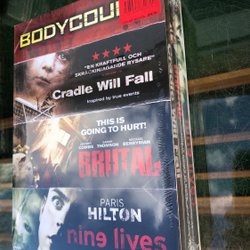 BODYCOU
"EN KRAFTFULL OCH
SKRÄCKINJAGANDE RYSARE"
Cradle Will Fall
Inspired by true events
THIS IS
GOING TO HURT!
BRUTAL
PARIS
HILTON
nine lives